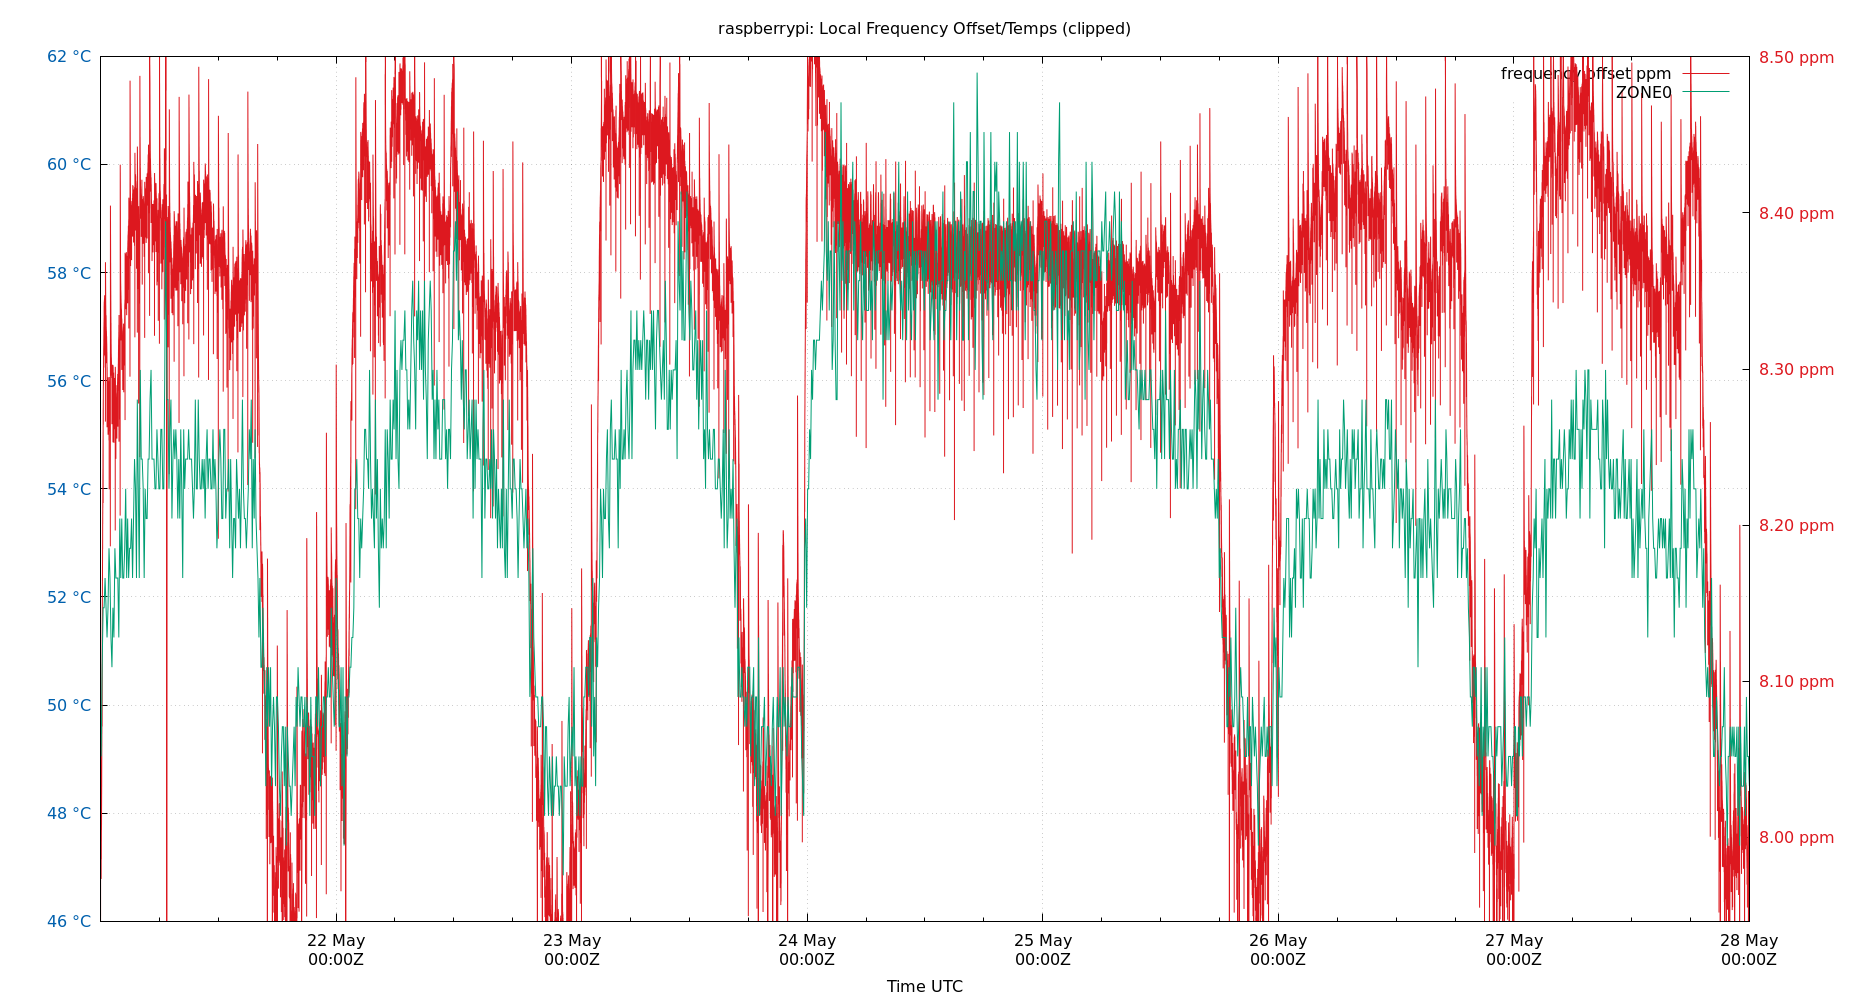 raspberrypi: Local Frequency Offset/Temps (clipped)
62 °C
60 °C
58 °C
56 °C
54 °C
52 °C
50 °C
48 °C
46 °C
8.50 ppm
8.40 ppm
8.30 ppm
8.20 ppm
8.10 ppm
8.00 ppm
frequency offset ppm
ZONE0
22 May
00:00Z
23 May
00:00Z
24 May
00:00Z
25 May
00:00Z
26 May
00:00Z
27 May
00:00Z
28 May
00:00Z
Time UTC